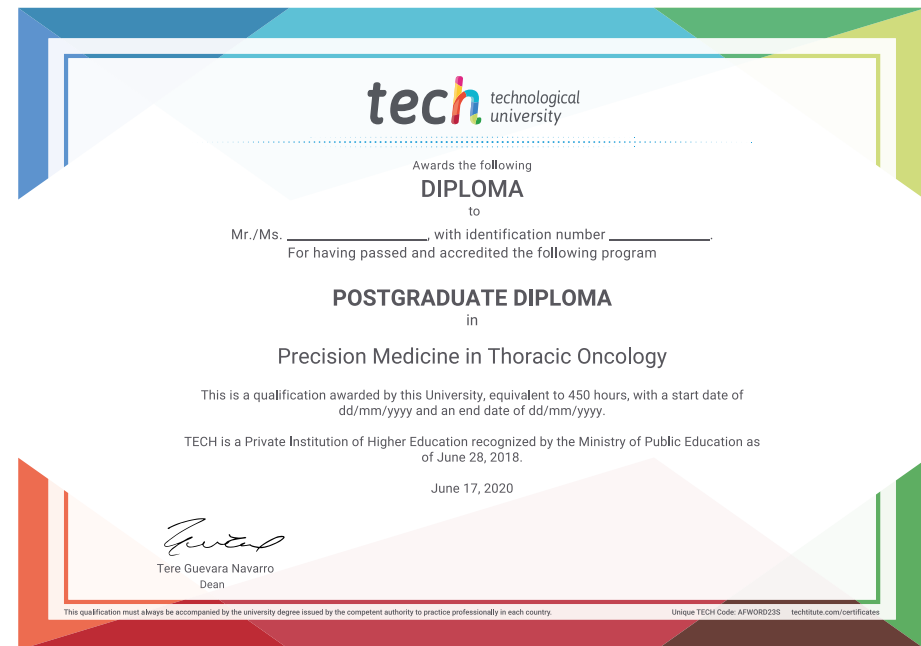 tech technological
university
Awards the following
DIPLOMA
to
Mr./Ms. ____________________, with identification number ______________.
For having passed and accredited the following program
POSTGRADUATE DIPLOMA
in
Precision Medicine in Thoracic Oncology
This is a qualification awarded by this University, equivalent to 450 hours, with a start date of
dd/mm/yyyy and an end date of dd/mm/yyyy.
TECH is a Private Institution of Higher Education recognized by the Ministry of Public Education as
of June 28, 2018.
June 17, 2020
Tere Guevara Navarro
Dean
This qualification must always be accompanied by the university degree issued by the competent authority to practice professionally in each country. Unique TECH Code: AFWORD23S techtitute.com/certificates